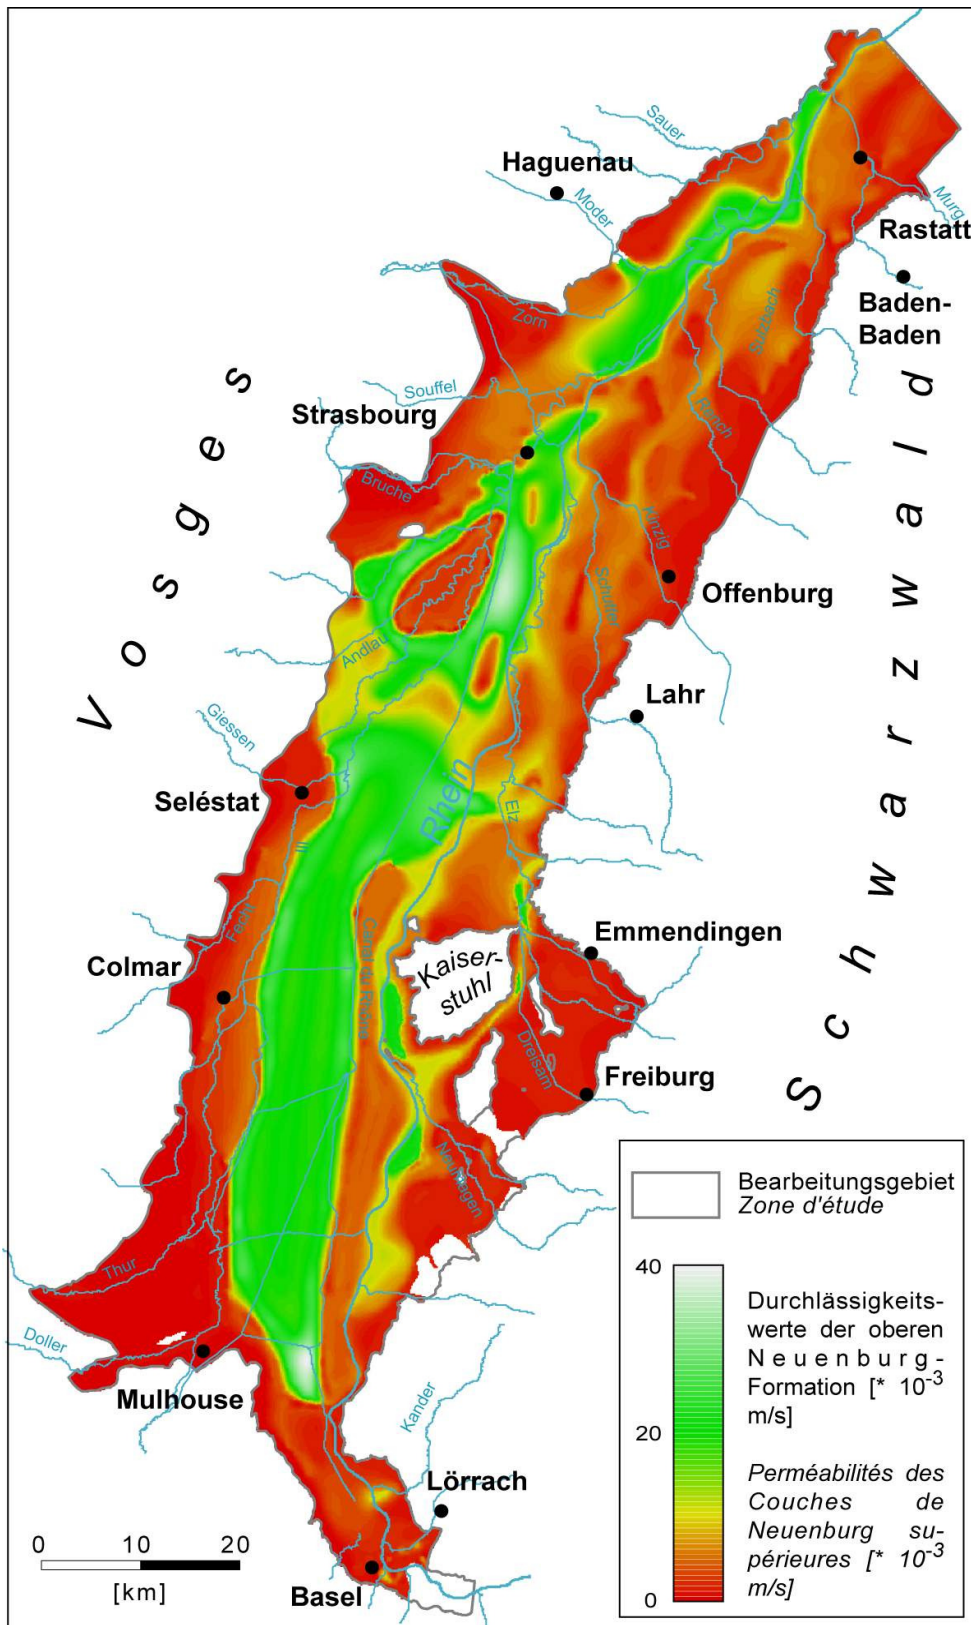 Sauer
Haguenau
Moder
Murg
Rastatt
Baden-
Baden
Zorn
Sulzbach
Souffel
Strasbourg
Rench
Bruche
Kinzig
Vosges
Schwarzwald
Schutter
Offenburg
Andlau
Lahr
Giessen
Rhein
Seléstat
Elz
Ill
Fecht
Canal du Rhône
Emmendingen
Colmar
Kaiser-
stuhl
Dreisam
Freiburg
Neumagen
Thur
Doller
Mulhouse
Kander
Lörrach
Basel
0 10 20
[km]
Bearbeitungsgebiet
Zone d'étude
40
20
0
Durchlässigkeits-
werte der oberen
Neuenburg-
Formation [* 10-3
m/s]
Perméabilités des
Couches de
Neuenburg su-
périeures [* 10-3
m/s]